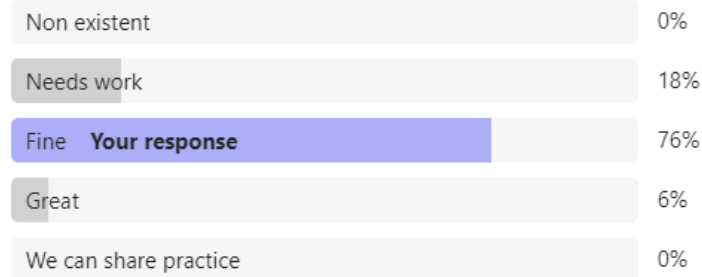 Non existent 0%
Needs work 18%
Fine Your response 76%
Great 6%
We can share practice 0%